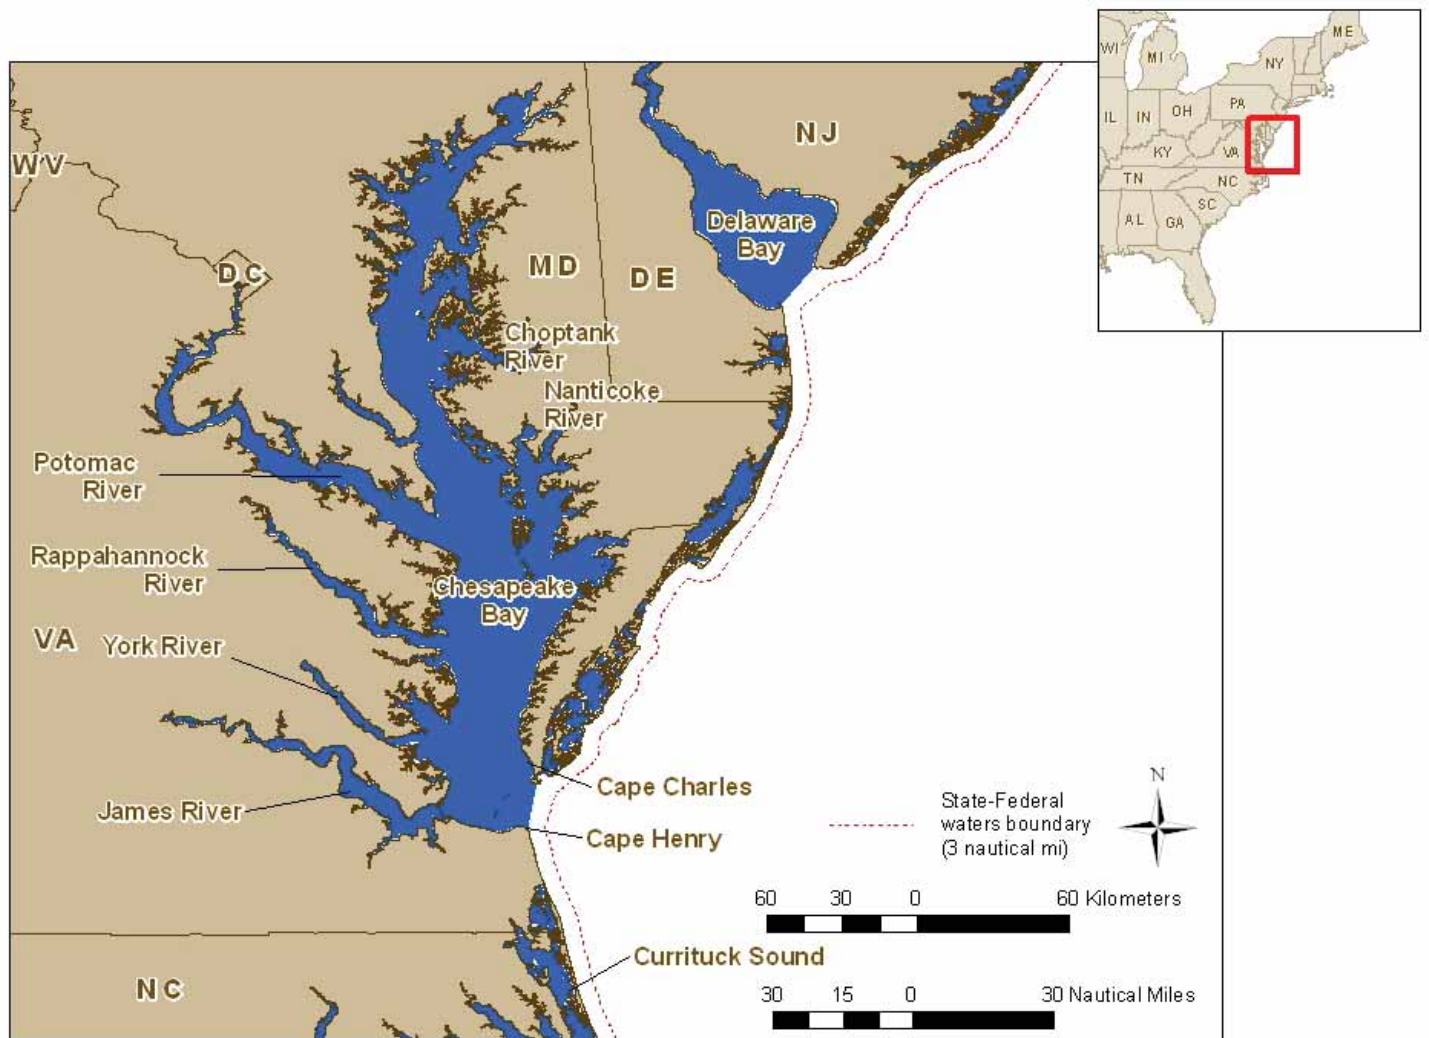 WI
MI
ME
NY
PA
IL
IN
OH
KY
VA
TN
NC
SC
AL
GA
WV
NJ
DC
Delaware
Bay
MD
DE
Choptank
River
Nanticoke
River
Potomac
River
Rappahannock
River
Chesapeake
Bay
VA
York River
James River
Cape Charles
Cape Henry
State-Federal
waters boundary
(3 nautical mi)
N
60 30 0 60 Kilometers
Currituck Sound
NC
30 15 0 30 Nautical Miles